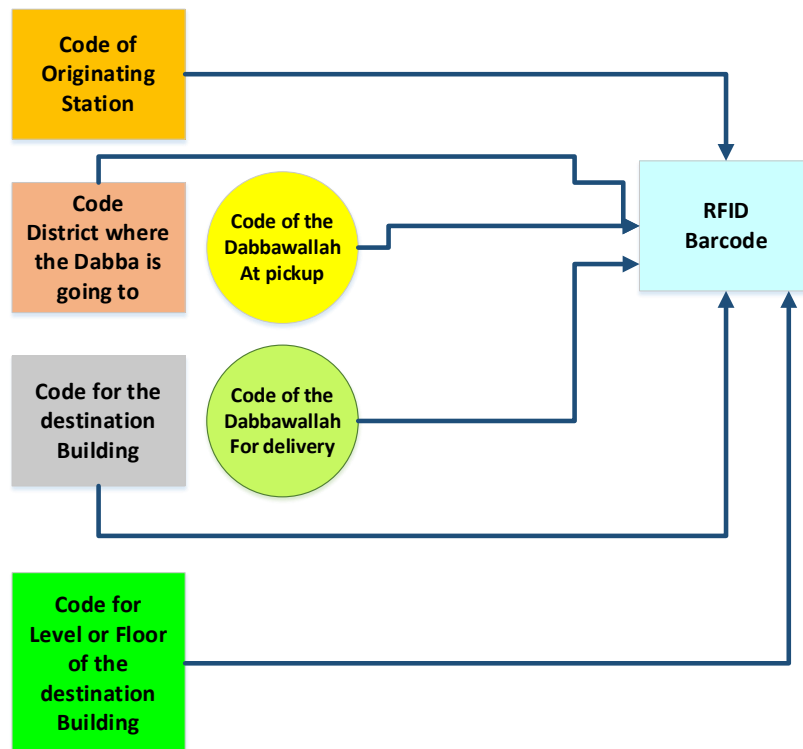 Code of
Originating
Station
Code
District where
the Dabba is
going to
Code of the
Dabbawallah
At pickup
RFID
Barcode
Code for the
destination
Building
Code of the
Dabbawallah
For delivery
Code for
Level or Floor
of the
destination
Building